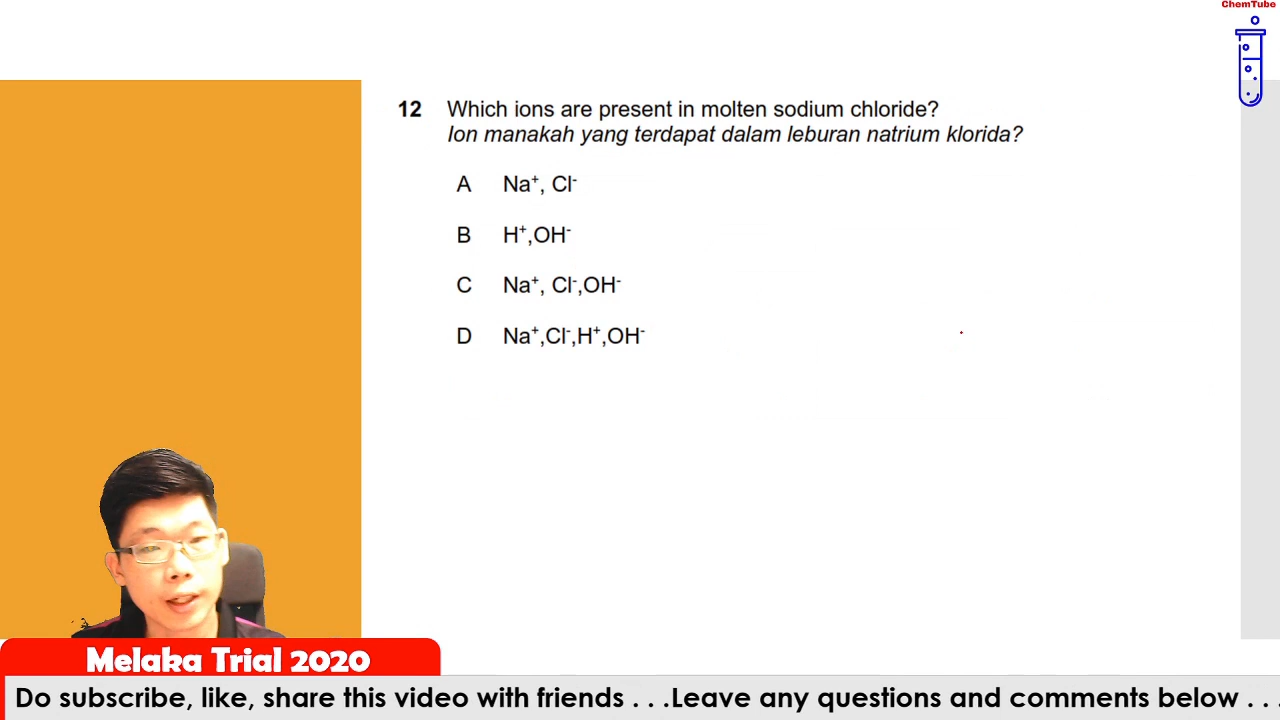 ChemTube
12 Which ions are present in molten sodium chloride?
Ion manakah yang terdapat dalam leburan natrium klorida?
A Na⁺, Cl⁻
B H⁺,OH⁻
C Na⁺, Cl⁻,OH⁻
D Na⁺,Cl⁻,H⁺,OH⁻
Melaka Trial 2020
Do subscribe, like, share this video with friends . . .Leave any questions and comments below . . .